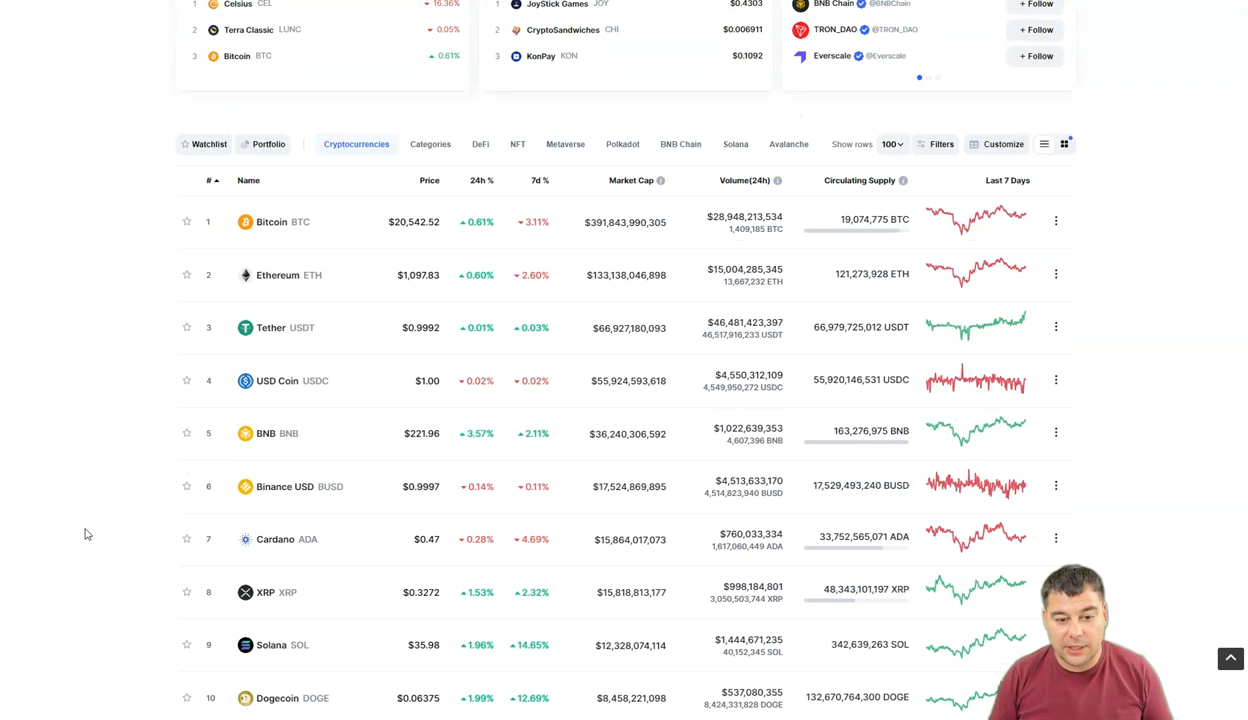 1 Celsius CEL 16.36%
2 Terra Classic LUNC 0.05%
3 Bitcoin BTC 0.61%
1 JoyStick Games JOY $0.4303
2 CryptoSandwiches CHI $0.006911
3 KonPay KON $0.1092
BNB Chain @BNBChain + Follow
TRON_DAO @TRON_DAO + Follow
Everscale @Everscale + Follow
Watchlist Portfolio Cryptocurrencies Categories DeFi NFT Metaverse Polkadot BNB Chain Solana Avalanche Show rows 100 Filters Customize
# Name Price 24h % 7d % Market Cap Volume(24h) Circulating Supply Last 7 Days
1 Bitcoin BTC $20,542.52 0.61% 3.11% $391,843,990,305 $28,948,213,534 19,074,775 BTC
1,409,185 BTC
2 Ethereum ETH $1,097.83 0.60% 2.60% $133,138,046,898 $15,004,285,345 121,273,928 ETH
13,667,232 ETH
3 Tether USDT $0.9992 0.01% 0.03% $66,927,180,093 $46,481,423,397 66,979,725,012 USDT
46,517,916,233 USDT
4 USD Coin USDC $1.00 0.02% 0.02% $55,924,593,618 $4,550,312,109 55,920,146,531 USDC
4,549,950,272 USDC
5 BNB BNB $221.96 3.57% 2.11% $36,240,306,592 $1,022,639,353 163,276,975 BNB
4,607,396 BNB
6 Binance USD BUSD $0.9997 0.14% 0.11% $17,524,869,895 $4,513,633,170 17,529,493,240 BUSD
4,514,823,940 BUSD
7 Cardano ADA $0.47 0.28% 4.69% $15,864,017,073 $760,033,334 33,752,565,071 ADA
1,617,060,449 ADA
8 XRP XRP $0.3272 1.53% 2.32% $15,818,813,177 $998,184,801 48,343,101,197 XRP
3,050,503,744 XRP
9 Solana SOL $35.98 1.96% 14.65% $12,328,074,114 $1,444,671,235 342,639,263 SOL
40,152,345 SOL
10 Dogecoin DOGE $0.06375 1.99% 12.69% $8,458,221,098 $537,080,355 132,670,764,300 DOGE
8,424,331,828 DOGE